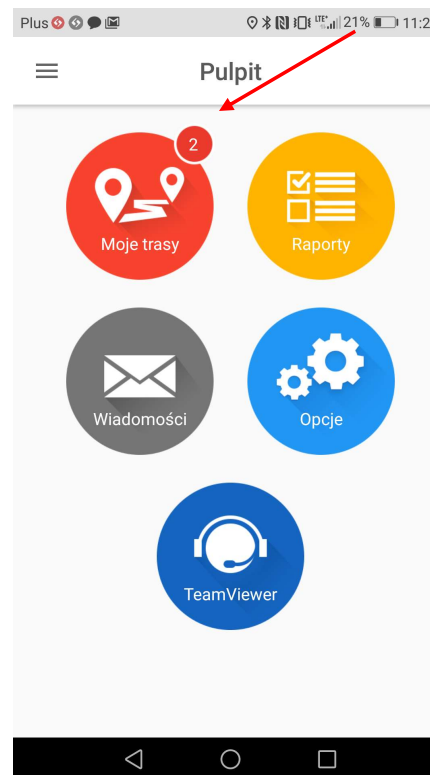 Plus 21% 11:2
Pulpit
2
Moje trasy
Raporty
Wiadomości
Opcje
TeamViewer